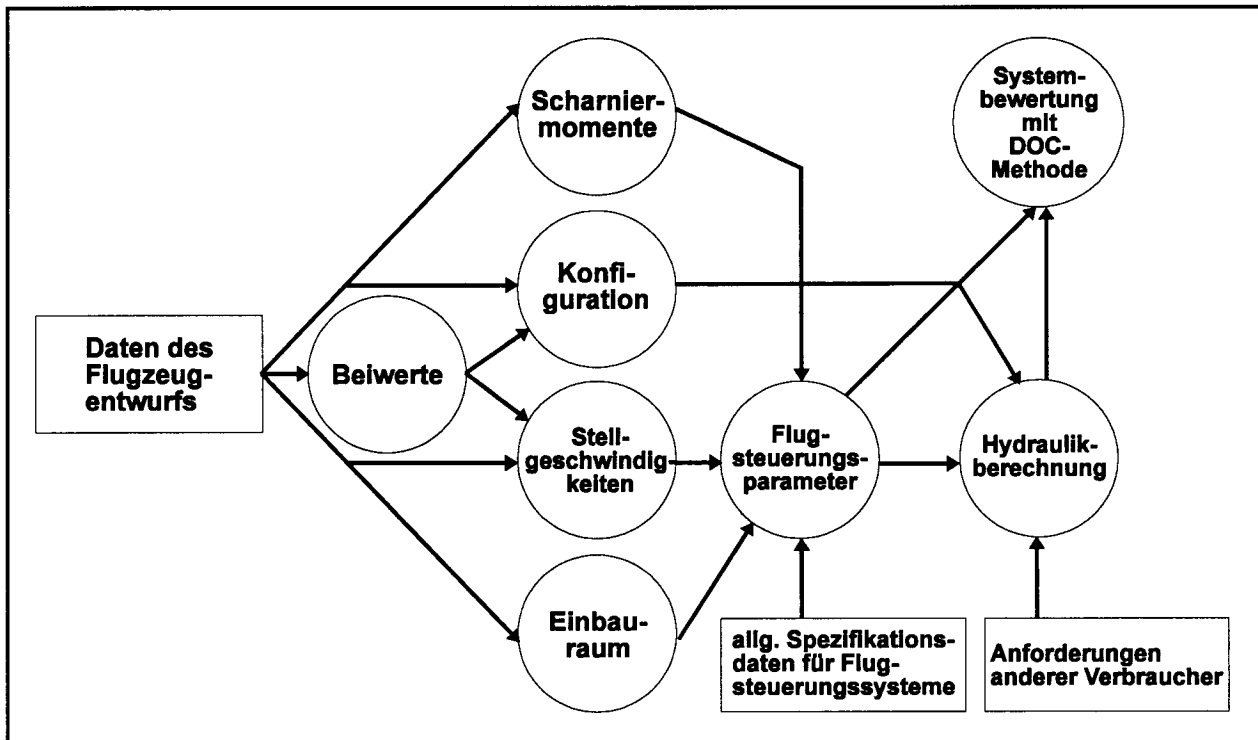 Scharnier-
momente
System-
bewertung
mit
DOC-
Methode
Konfi-
guration
Daten des
Flugzeug-
entwurfs
Beiwerte
Stell-
geschwindig
keiten
Flug-
steuerungs-
parameter
Hydraulik-
berechnung
Einbau-
raum
allg. Spezifikations-
daten für Flug-
steuerungssysteme
Anforderungen
anderer Verbraucher